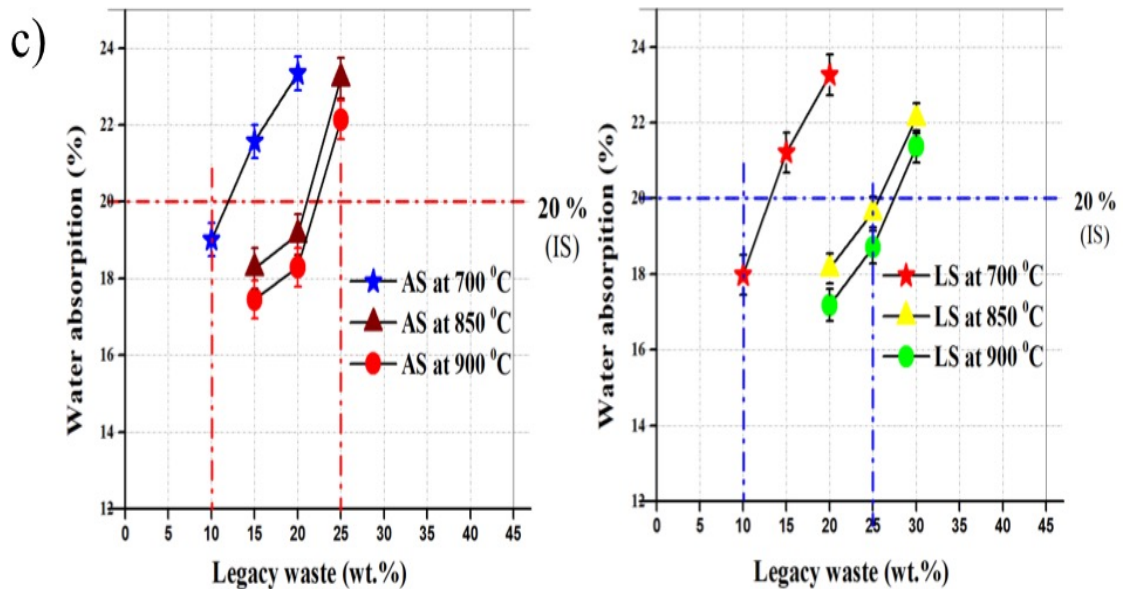 c)
24
22
20
18
16
14
12
0 5 10 15 20 25 30 35 40 45
Water absorpition (%)
Legacy waste (wt.%)
20 %
(IS)
AS at 700 ⁰C
AS at 850 ⁰C
AS at 900 ⁰C
24
22
20
18
16
14
12
0 5 10 15 20 25 30 35 40 45
Water absorption (%)
Legacy waste (wt.%)
20 %
(IS)
LS at 700 ⁰C
LS at 850 ⁰C
LS at 900 ⁰C